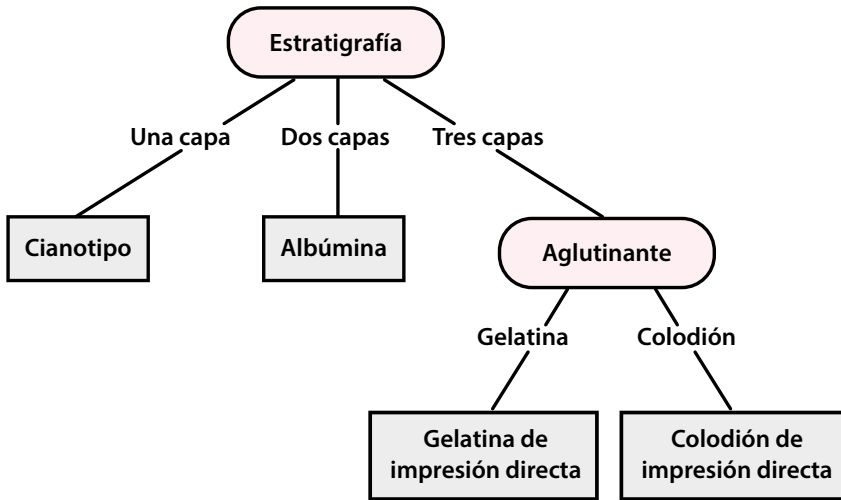 Estratigrafía
Una capa
Dos capas
Tres capas
Cianotipo
Albúmina
Aglutinante
Gelatina
Colodión
Gelatina de
impresión directa
Colodión de
impresión directa